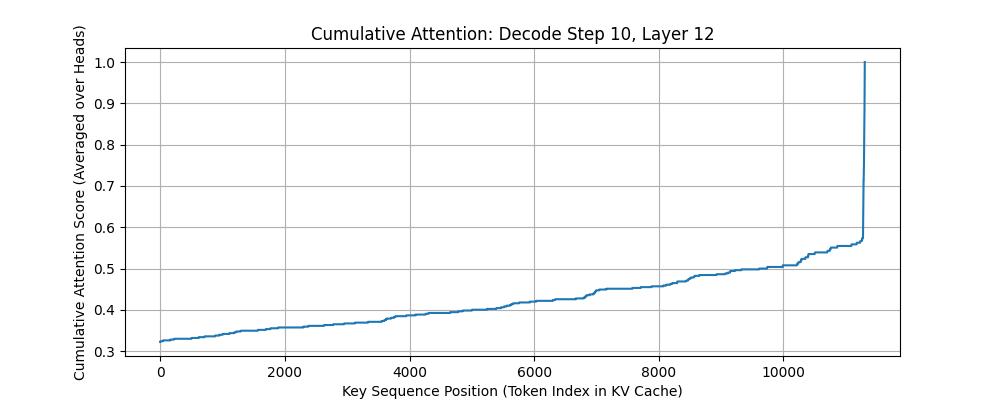 Cumulative Attention: Decode Step 10, Layer 12
Cumulative Attention Score (Averaged over Heads)
1.0
0.9
0.8
0.7
0.6
0.5
0.4
0.3
0 2000 4000 6000 8000 10000
Key Sequence Position (Token Index in KV Cache)